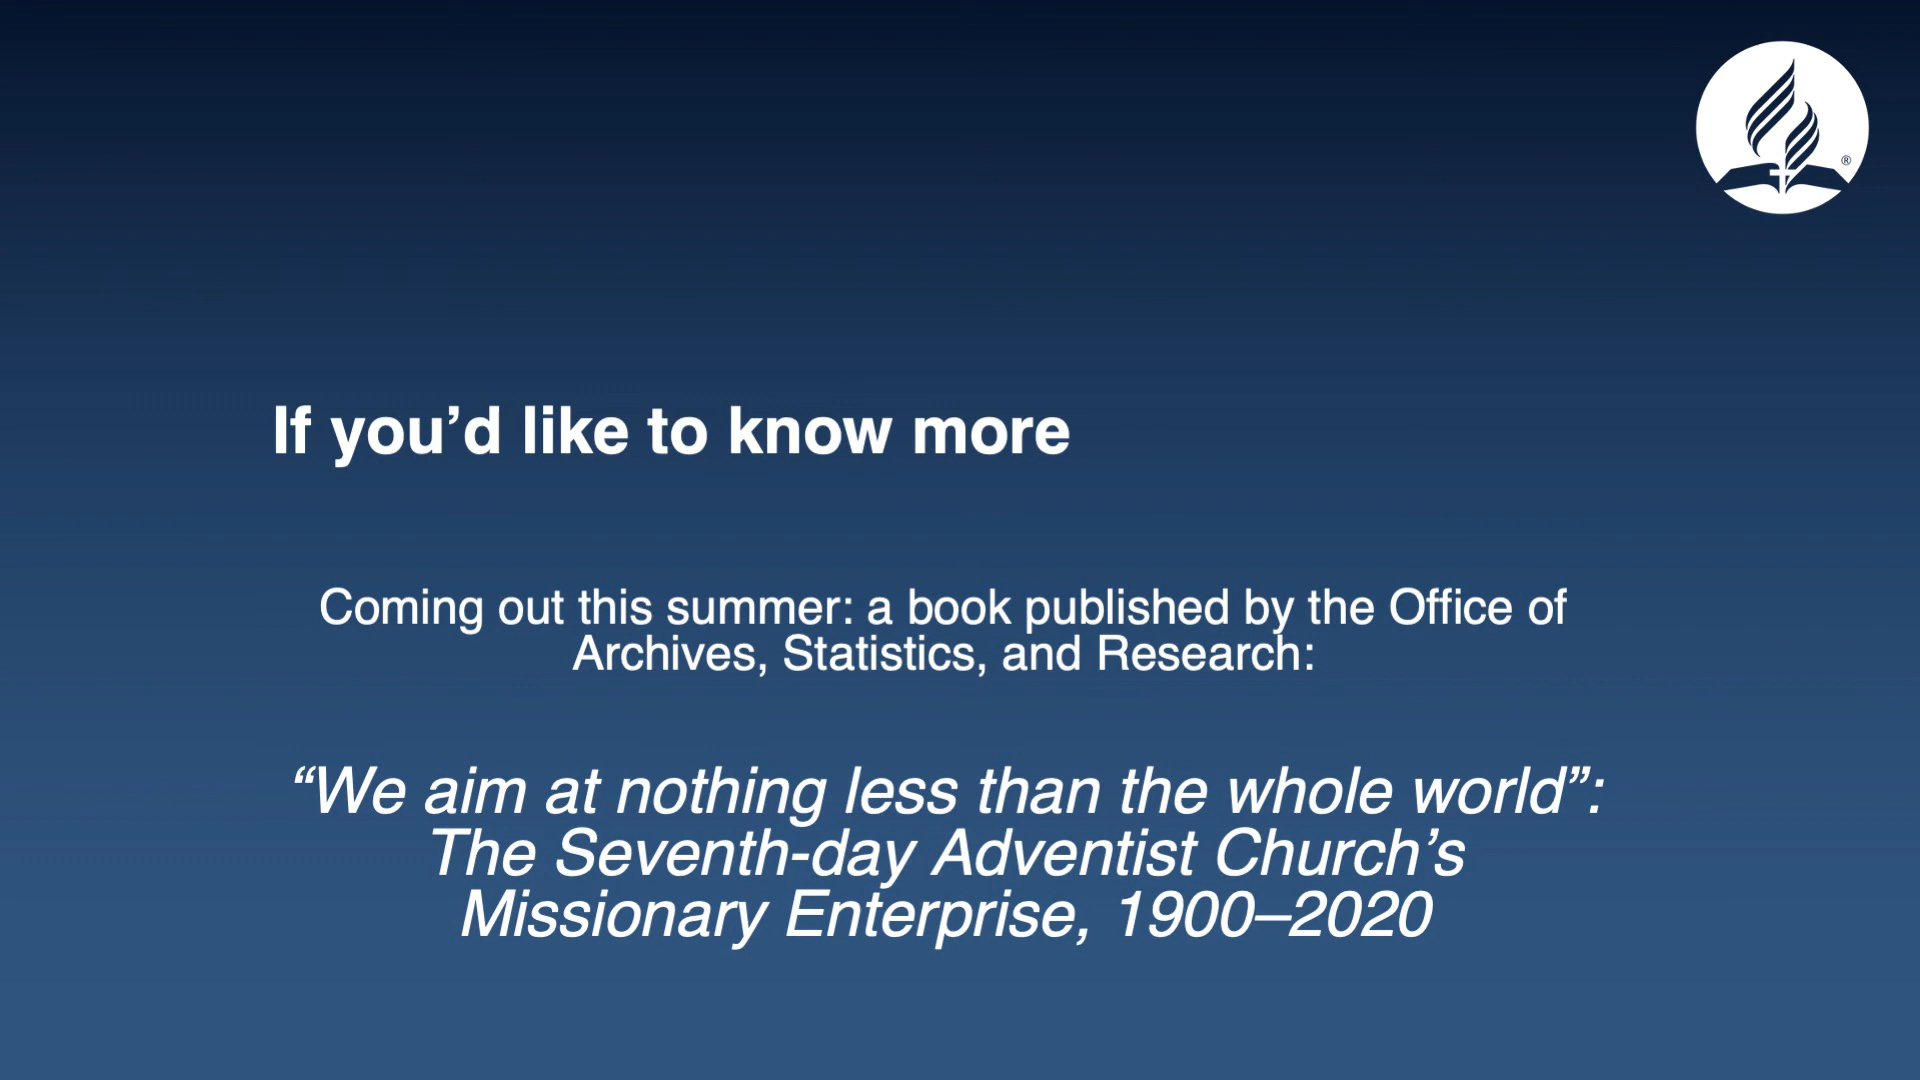 ®
If you’d like to know more
Coming out this summer: a book published by the Office of
Archives, Statistics, and Research:
“We aim at nothing less than the whole world”:
The Seventh-day Adventist Church’s
Missionary Enterprise, 1900–2020